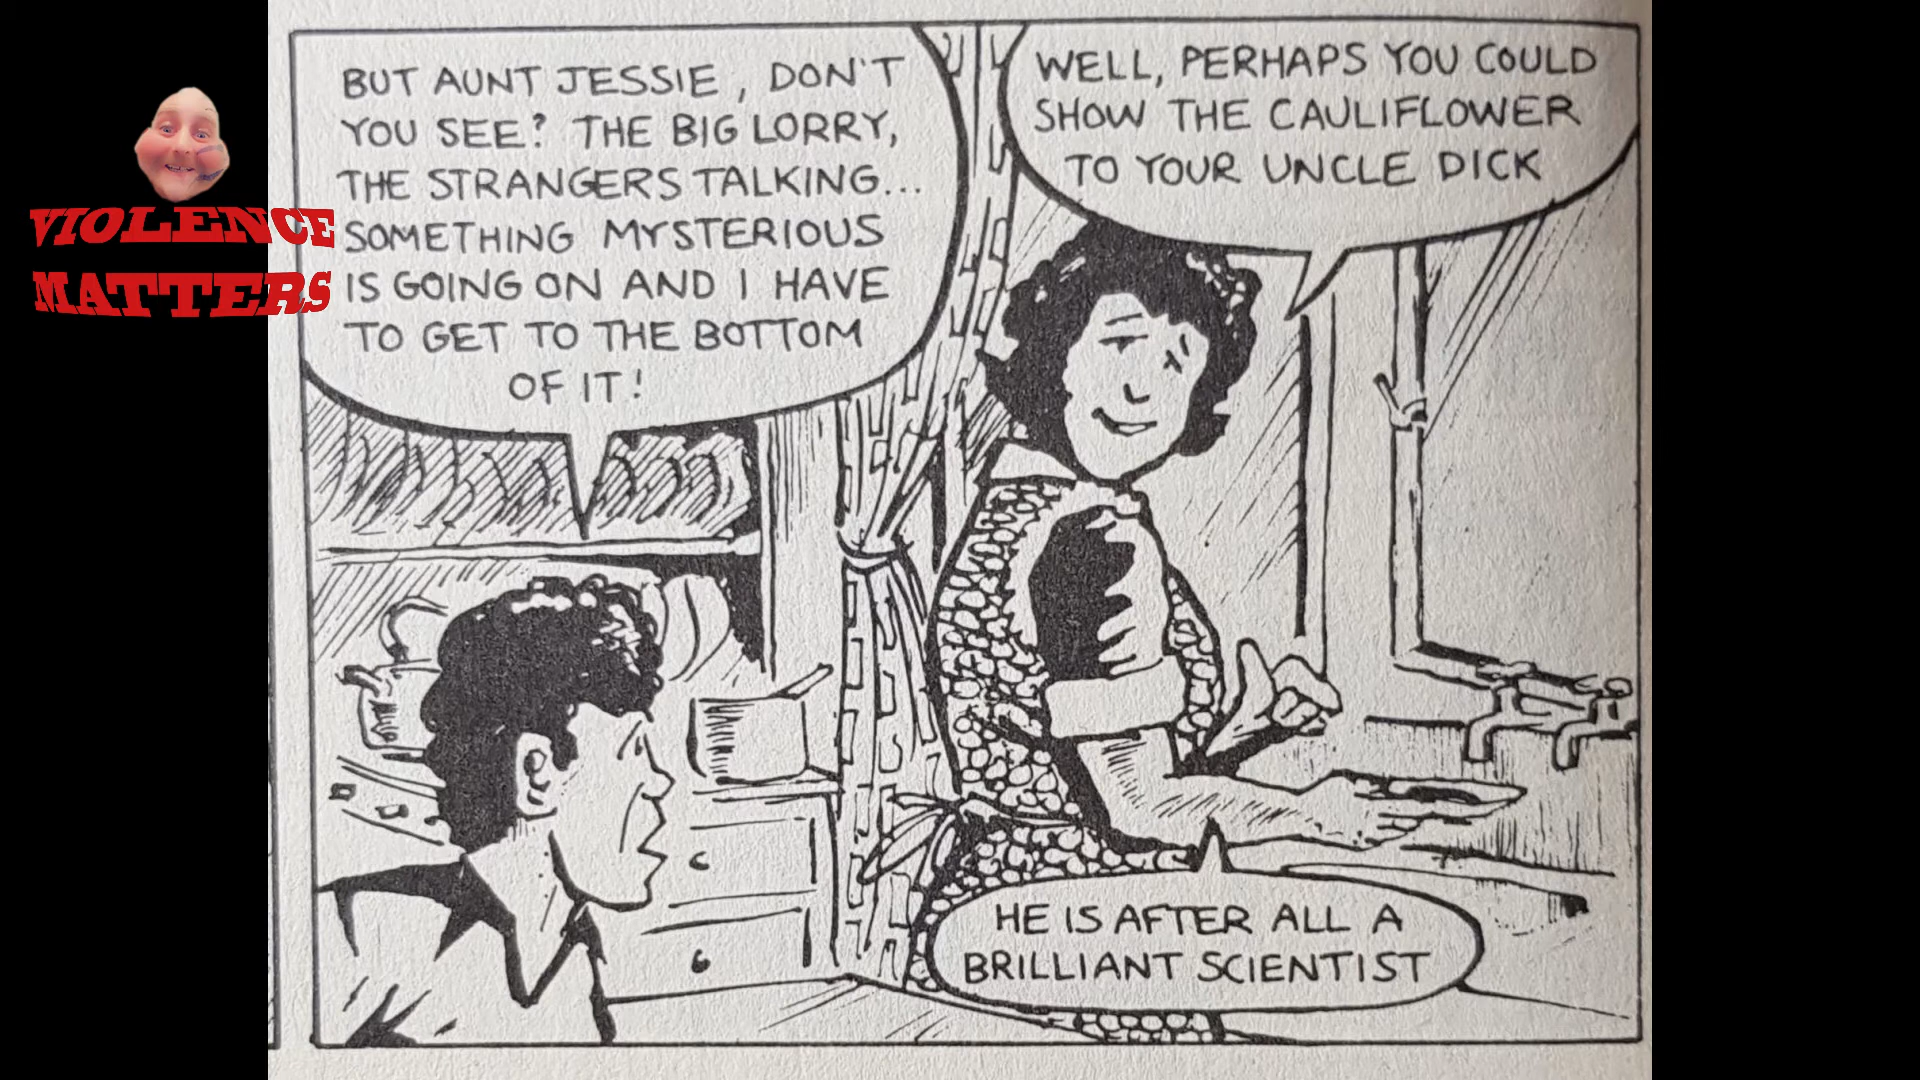 VIOLENCE
MATTERS
BUT AUNT JESSIE, DON'T
YOU SEE? THE BIG LORRY,
THE STRANGERS TALKING...
SOMETHING MYSTERIOUS
IS GOING ON AND I HAVE
TO GET TO THE BOTTOM
OF IT!
WELL, PERHAPS YOU COULD
SHOW THE CAULIFLOWER
TO YOUR UNCLE DICK
HE IS AFTER ALL A
BRILLIANT SCIENTIST